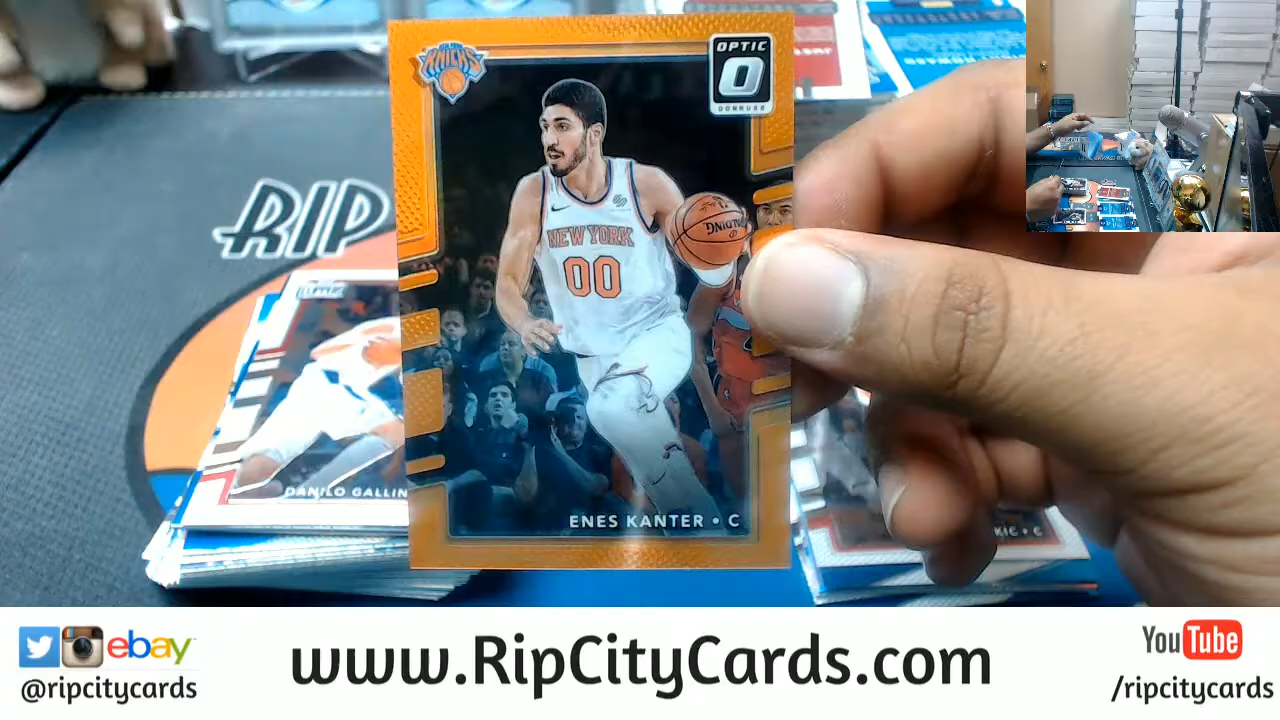 KNICKS
OPTIC
O
DONRUSS
RIP
NEW YORK
00
SPALDING
DANILO GALLIN
ENES KANTER • C
KIC • C
ebay
@ripcitycards
www.RipCityCards.com
YouTube
/ripcitycards